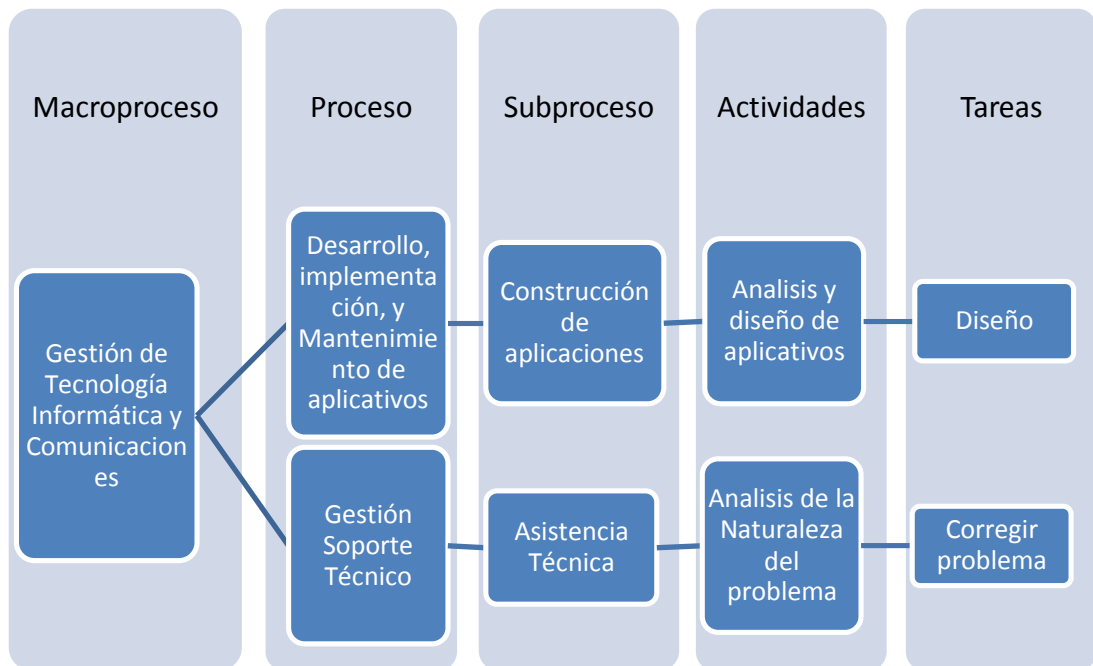 Macroproceso
Proceso
Subproceso
Actividades
Tareas
Gestión de
Tecnología
Informática y
Comunicacion
es
Desarrollo,
implementa
ción, y
Mantenimie
nto de
aplicativos
Construcción
de
aplicaciones
Analisis y
diseño de
aplicativos
Diseño
Gestión
Soporte
Técnico
Asistencia
Técnica
Analisis de la
Naturaleza
del
problema
Corregir
problema